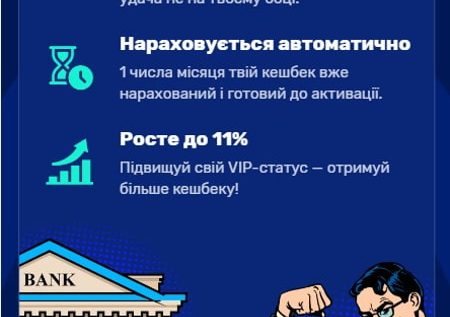 удача не на твоєму боці.
Нараховується автоматично
1 числа місяця твій кешбек вже
нарахований і готовий до активації.
Росте до 11%
Підвищуй свій VIP-статус — отримуй
більше кешбеку!
BANK